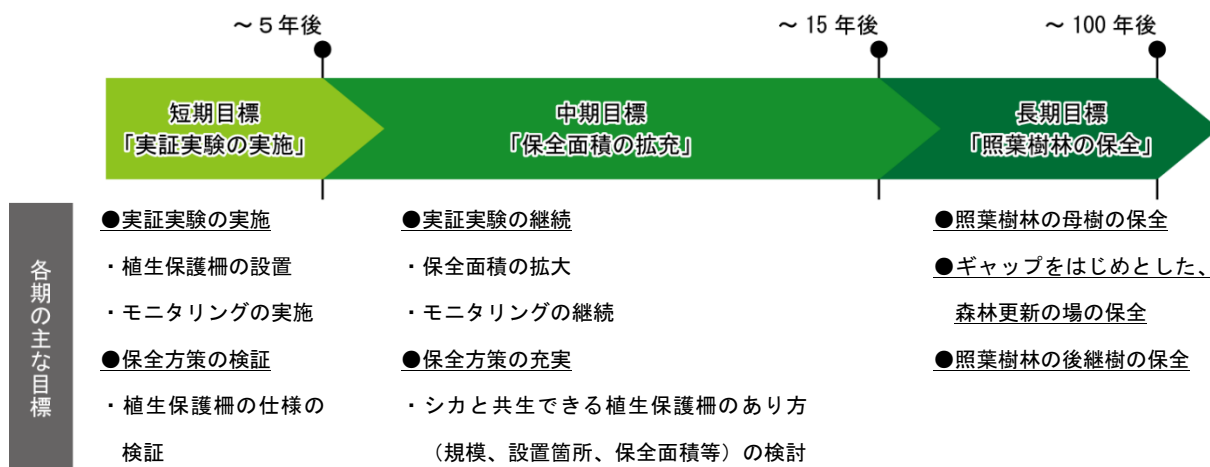 ～５年後
～ 15 年後
～ 100 年後
短期目標
「実証実験の実施」
中期目標
「保全面積の拡充」
長期目標
「照葉樹林の保全」
各期の主な目標
●実証実験の実施
・植生保護柵の設置
・モニタリングの実施
●保全方策の検証
・植生保護柵の仕様の
検証
●実証実験の継続
・保全面積の拡大
・モニタリングの継続
●保全方策の充実
・シカと共生できる植生保護柵のあり方
（規模、設置箇所、保全面積等）の検討
●照葉樹林の母樹の保全
●ギャップをはじめとした、
森林更新の場の保全
●照葉樹林の後継樹の保全